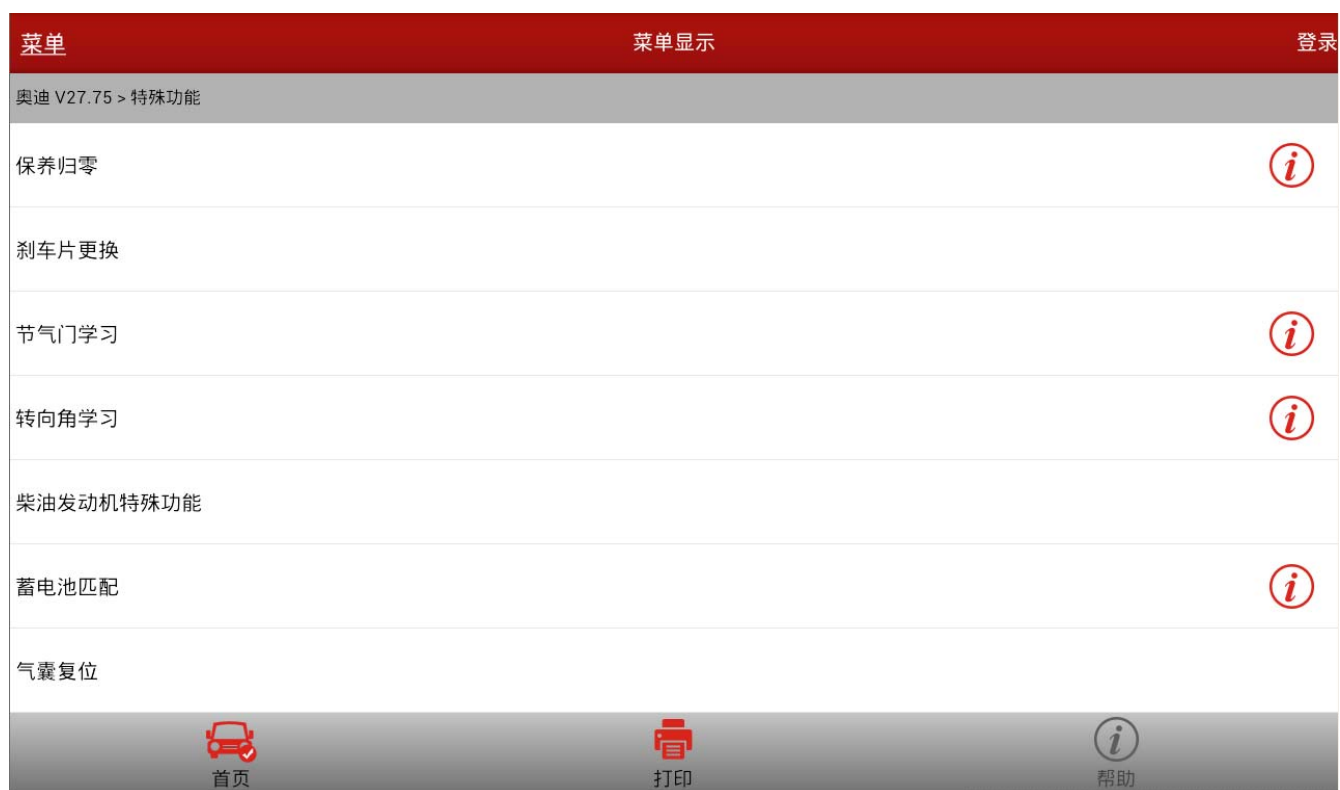 菜单 菜单显示 登录
奥迪 V27.75 > 特殊功能
保养归零
刹车片更换
节气门学习
转向角学习
柴油发动机特殊功能
蓄电池匹配
气囊复位
首页 打印 帮助